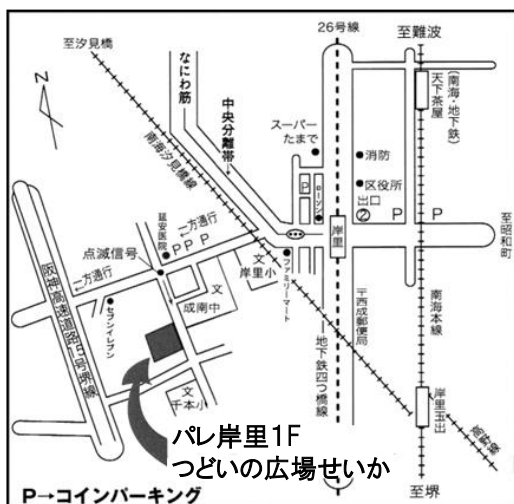 至汐見橋
26号線
至難波
なにわ筋
中央分離帯
南海汐見橋線
スーパー
たまで
消防
区役所
出口
②
(南海・地下鉄)
天下茶屋
P
ローソン
岸里
P
P
至昭和町
延安医院
一方通行
P P P
点滅信号
一方通行
文
岸里小
ファミリーマート
文
成南中
セブンイレブン
阪神高速道路15号堺線
〒西成郵便局
南海本線
地下鉄四つ橋線
文
千本小
岸里玉出
高野線
パレ岸里1F
つどいの広場せいか
至堺
P→コインパーキング